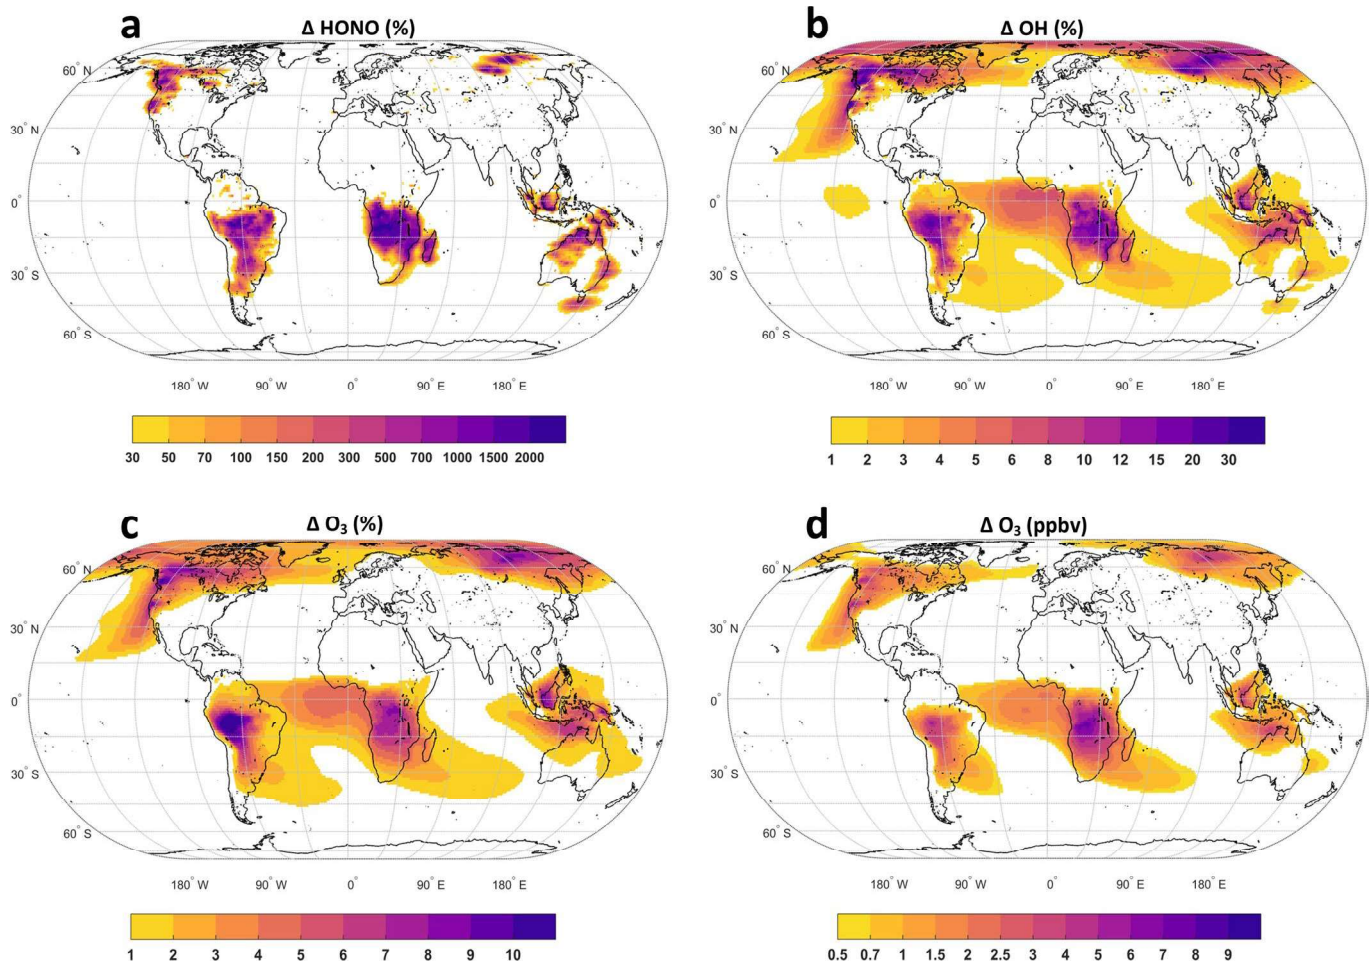 a
Δ HONO (%)
60° N
30° N
0°
30° S
60° S
180° W 90° W 0° 90° E 180° E
30 50 70 100 150 200 300 500 700 1000 1500 2000
b
Δ OH (%)
60° N
30° N
0°
30° S
60° S
180° W 90° W 0° 90° E 180° E
1 2 3 4 5 6 8 10 12 15 20 30
c
Δ O₃ (%)
60° N
30° N
0°
30° S
60° S
180° W 90° W 0° 90° E 180° E
1 2 3 4 5 6 7 8 9 10
d
Δ O₃ (ppbv)
60° N
30° N
0°
30° S
60° S
180° W 90° W 0° 90° E 180° E
0.5 0.7 1 1.5 2 2.5 3 4 5 6 7 8 9